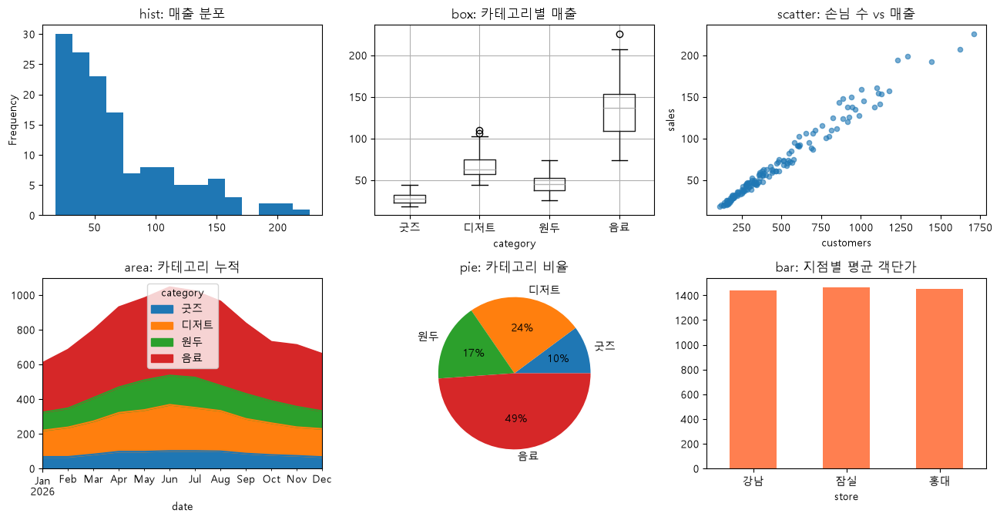 hist: 매출 분포
30
25
20
15
10
5
0
Frequency
50 100 150 200
box: 카테고리별 매출
200
150
100
50
굿즈 디저트 원두 음료
category
scatter: 손님 수 vs 매출
200
150
100
50
sales
250 500 750 1000 1250 1500 1750
customers
area: 카테고리 누적
1000
800
600
400
200
0
category
굿즈
디저트
원두
음료
Jan Feb Mar Apr May Jun Jul Aug Sep Oct Nov Dec
2026
date
pie: 카테고리 비율
디저트
24%
원두
17%
굿즈
10%
49%
음료
bar: 지점별 평균 객단가
1400
1200
1000
800
600
400
200
0
강남 잠실 홍대
store